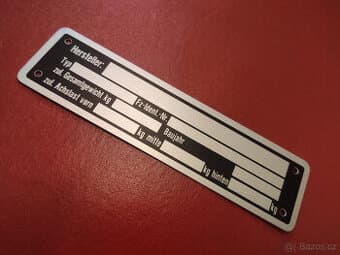 Hersteller:
Typ
Fz-Ident.-Nr.
zul. Gesamtgewicht kg
Baujahr
zul. Achslast vorn
kg mitte
kg hinten
kg
© Bazos.cz